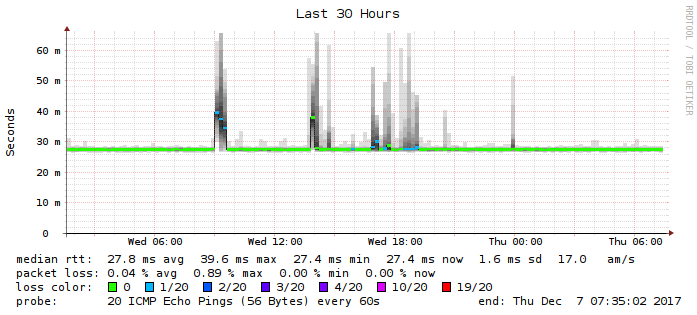 Last 30 Hours
RRDTOOL / TOBI OETIKER
Seconds
60 m
50 m
40 m
30 m
20 m
10 m
0
Wed 06:00 Wed 12:00 Wed 18:00 Thu 00:00 Thu 06:00
median rtt: 27.8 ms avg 39.6 ms max 27.4 ms min 27.4 ms now 1.6 ms sd 17.0 am/s
packet loss: 0.04 % avg 0.89 % max 0.00 % min 0.00 % now
loss color: 0 1/20 2/20 3/20 4/20 10/20 19/20
probe: 20 ICMP Echo Pings (56 Bytes) every 60s end: Thu Dec 7 07:35:02 2017